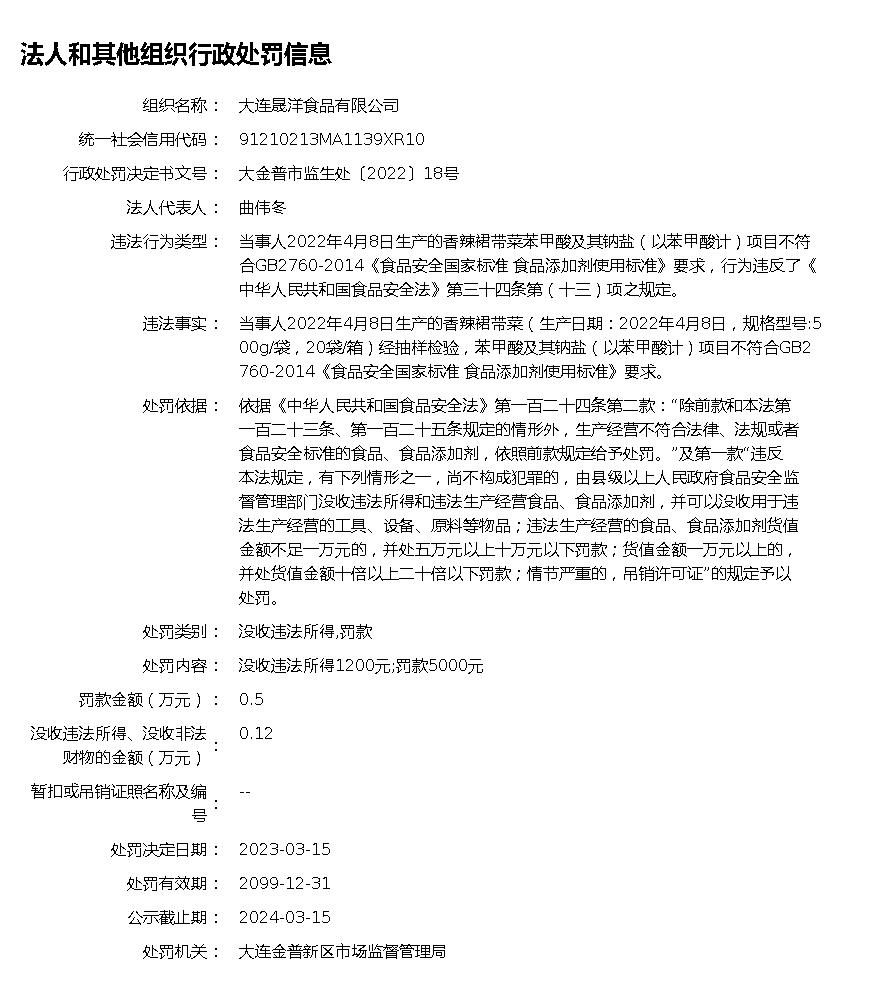 法人和其他组织行政处罚信息
组织名称： 大连晟洋食品有限公司
统一社会信用代码： 91210213MA1139XR10
行政处罚决定书文号： 大金普市监生处〔2022〕18号
法人代表人： 曲伟冬
违法行为类型： 当事人2022年4月8日生产的香辣裙带菜苯甲酸及其钠盐（以苯甲酸计）项目不符
合GB2760-2014《食品安全国家标准 食品添加剂使用标准》要求，行为违反了《
中华人民共和国食品安全法》第三十四条第（十三）项之规定。
违法事实： 当事人2022年4月8日生产的香辣裙带菜（生产日期：2022年4月8日，规格型号:5
00g/袋，20袋/箱）经抽样检验，苯甲酸及其钠盐（以苯甲酸计）项目不符合GB2
760-2014《食品安全国家标准 食品添加剂使用标准》要求。
处罚依据： 依据《中华人民共和国食品安全法》第一百二十四条第二款：“除前款和本法第
一百二十三条、第一百二十五条规定的情形外，生产经营不符合法律、法规或者
食品安全标准的食品、食品添加剂，依照前款规定给予处罚。”及第一款“违反
本法规定，有下列情形之一，尚不构成犯罪的，由县级以上人民政府食品安全监
督管理部门没收违法所得和违法生产经营食品、食品添加剂，并可以没收用于违
法生产经营的工具、设备、原料等物品；违法生产经营的食品、食品添加剂货值
金额不足一万元的，并处五万元以上十万元以下罚款；货值金额一万元以上的，
并处货值金额十倍以上二十倍以下罚款；情节严重的，吊销许可证”的规定予以
处罚。
处罚类别： 没收违法所得,罚款
处罚内容： 没收违法所得1200元;罚款5000元
罚款金额（万元）： 0.5
没收违法所得、没收非法
财物的金额（万元）： 0.12
暂扣或吊销证照名称及编
号： --
处罚决定日期： 2023-03-15
处罚有效期： 2099-12-31
公示截止期： 2024-03-15
处罚机关： 大连金普新区市场监督管理局